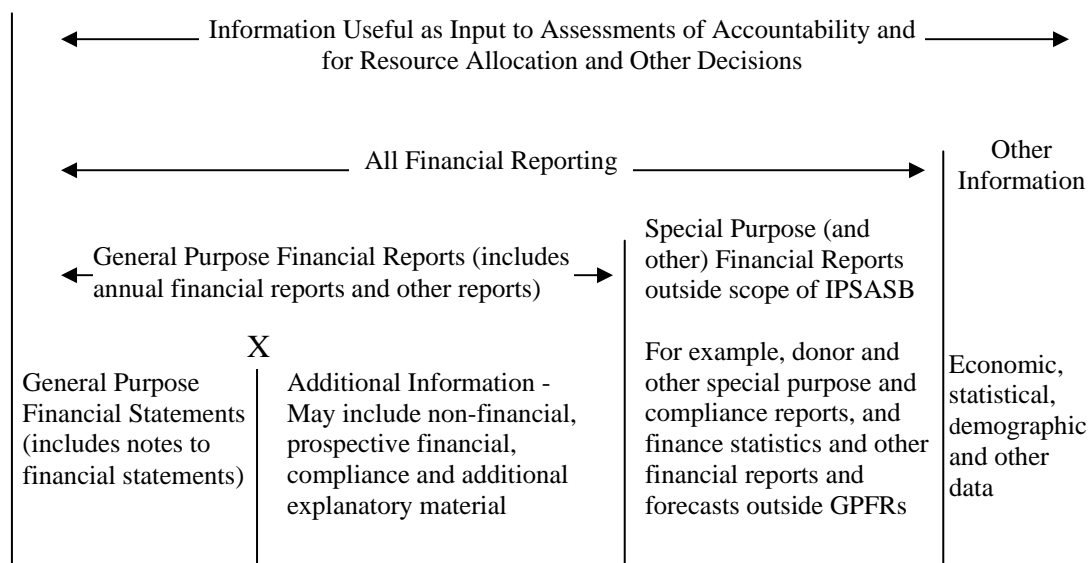 Information Useful as Input to Assessments of Accountability and
for Resource Allocation and Other Decisions
All Financial Reporting
Other
Information
General Purpose Financial Reports (includes
annual financial reports and other reports)
Special Purpose (and
other) Financial Reports
outside scope of IPSASB
X
General Purpose
Financial Statements
(includes notes to
financial statements)
Additional Information -
May include non-financial,
prospective financial,
compliance and additional
explanatory material
For example, donor and
other special purpose and
compliance reports, and
finance statistics and other
financial reports and
forecasts outside GPFRs
Economic,
statistical,
demographic
and other
data